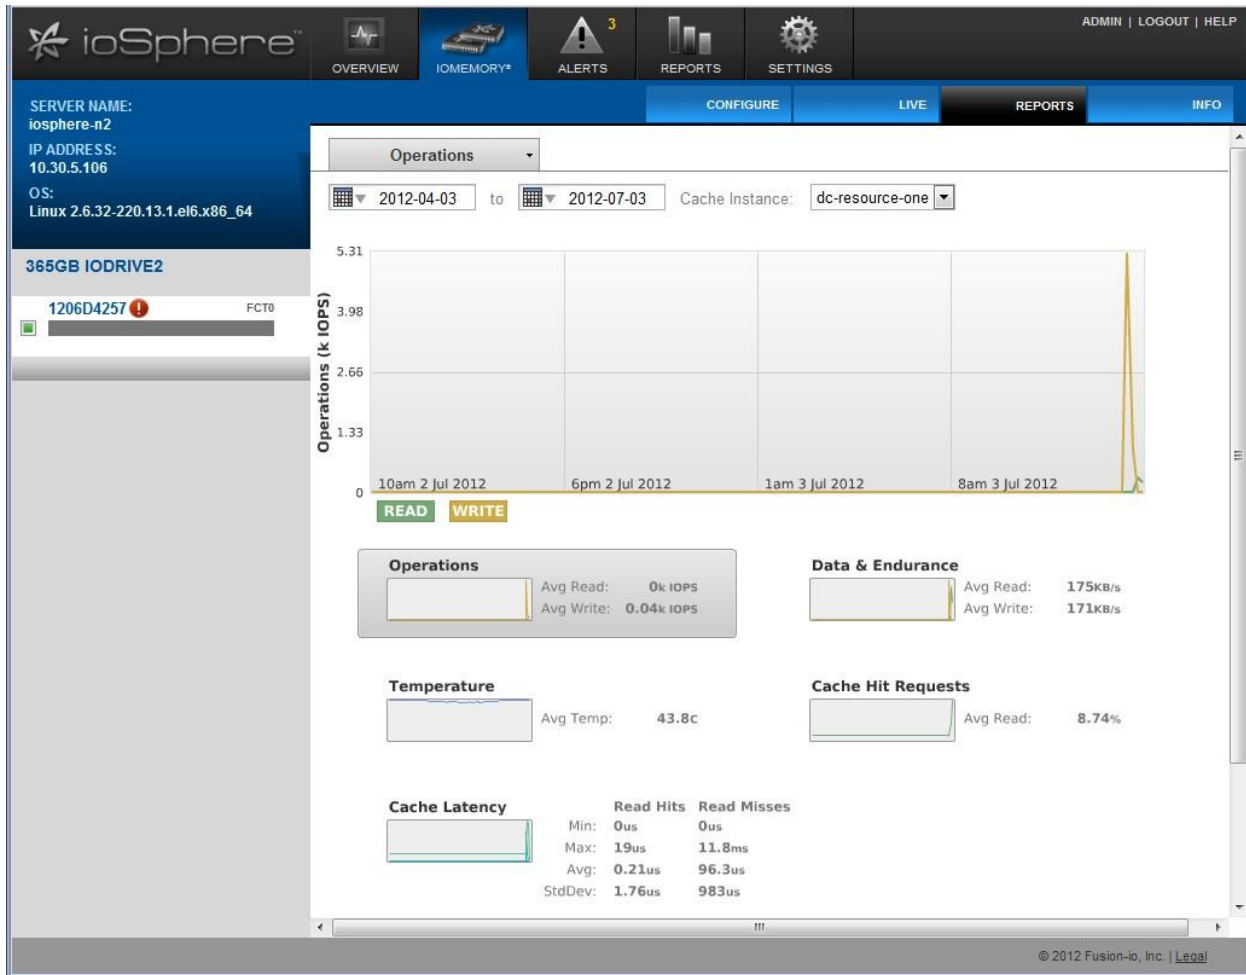 ioSphere™
OVERVIEW
IOMEMORY®
ALERTS
3
REPORTS
SETTINGS
ADMIN | LOGOUT | HELP
SERVER NAME:
iosphere-n2
IP ADDRESS:
10.30.5.106
OS:
Linux 2.6.32-220.13.1.el6.x86_64
365GB IODRIVE2
1206D4257 FCT0
CONFIGURE LIVE REPORTS INFO
Operations
2012-04-03 to 2012-07-03 Cache Instance: dc-resource-one
Operations (k IOPS)
5.31
3.98
2.66
1.33
0
10am 2 Jul 2012 6pm 2 Jul 2012 1am 3 Jul 2012 8am 3 Jul 2012
READ WRITE
Operations
Avg Read: 0k IOPS
Avg Write: 0.04k IOPS
Data & Endurance
Avg Read: 175KB/s
Avg Write: 171KB/s
Temperature
Avg Temp: 43.8C
Cache Hit Requests
Avg Read: 8.74%
Cache Latency
Read Hits Read Misses
Min: 0us 0us
Max: 19us 11.8ms
Avg: 0.21us 96.3us
StdDev: 1.76us 983us
© 2012 Fusion-io, Inc. | Legal